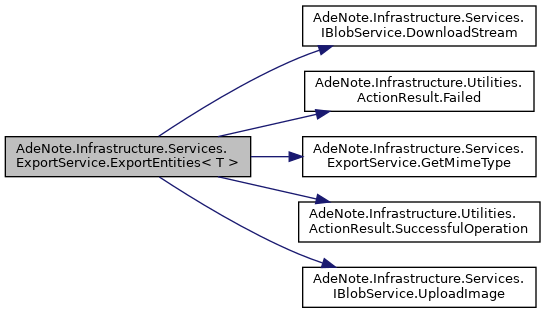 AdeNote.Infrastructure.Services.
IBlobService.DownloadStream
AdeNote.Infrastructure.Utilities.
ActionResult.Failed
AdeNote.Infrastructure.Services.
ExportService.ExportEntities< T >
AdeNote.Infrastructure.Services.
ExportService.GetMimeType
AdeNote.Infrastructure.Utilities.
ActionResult.SuccessfulOperation
AdeNote.Infrastructure.Services.
IBlobService.UploadImage